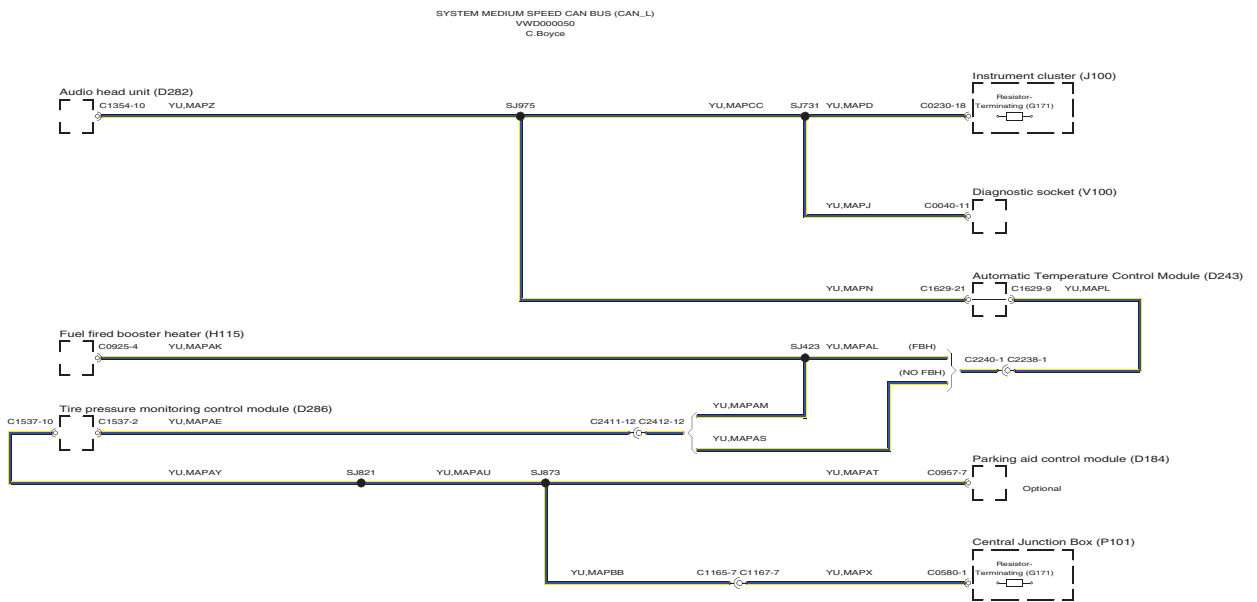 SYSTEM MEDIUM SPEED CAN BUS (CAN_L)
VWD000050
C.Boyce
Instrument cluster (J100)
Audio head unit (D282)
Resistor-
C1354-10 YU,MAPZ SJ975 YU,MAPCC SJ731 YU,MAPD C0230-18 Terminating (G171)
Diagnostic socket (V100)
YU,MAPJ C0040-11
Automatic Temperature Control Module (D243)
YU,MAPN C1629-21 C1629-9 YU,MAPL
Fuel fired booster heater (H115)
C0925-4 YU,MAPAK SJ423 YU,MAPAL (FBH)
C2240-1 C2238-1
(NO FBH)
YU,MAPAM
Tire pressure monitoring control module (D286)
C1537-10 C1537-2 YU,MAPAE C2411-12 C2412-12
YU,MAPAS
Parking aid control module (D184)
YU,MAPAY SJ821 YU,MAPAU SJ873 YU,MAPAT C0957-7
Optional
Central Junction Box (P101)
Resistor-
YU,MAPBB C1165-7 C1167-7 YU,MAPX C0580-1 Terminating (G171)